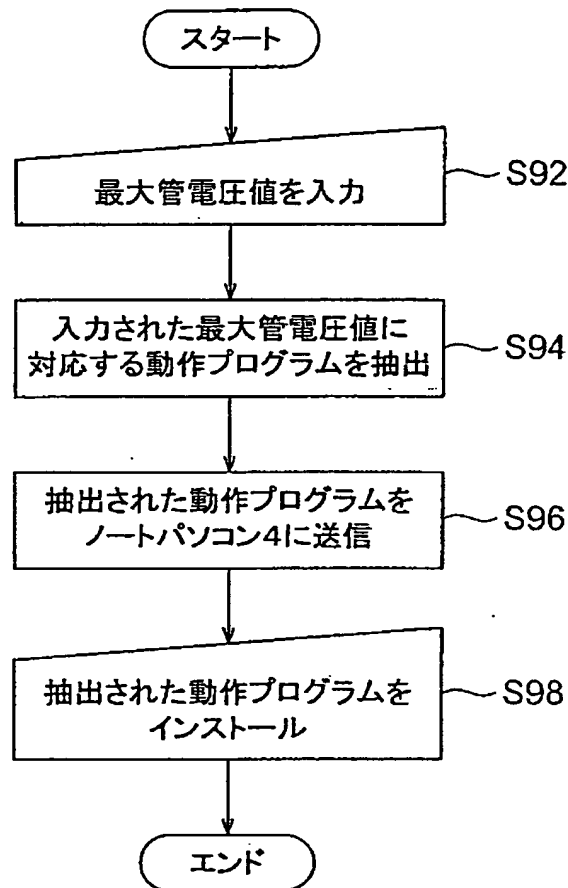 スタート
最大管電圧値を入力
S92
入力された最大管電圧値に
対応する動作プログラムを抽出
S94
抽出された動作プログラムを
ノートパソコン4に送信
S96
抽出された動作プログラムを
インストール
S98
エンド